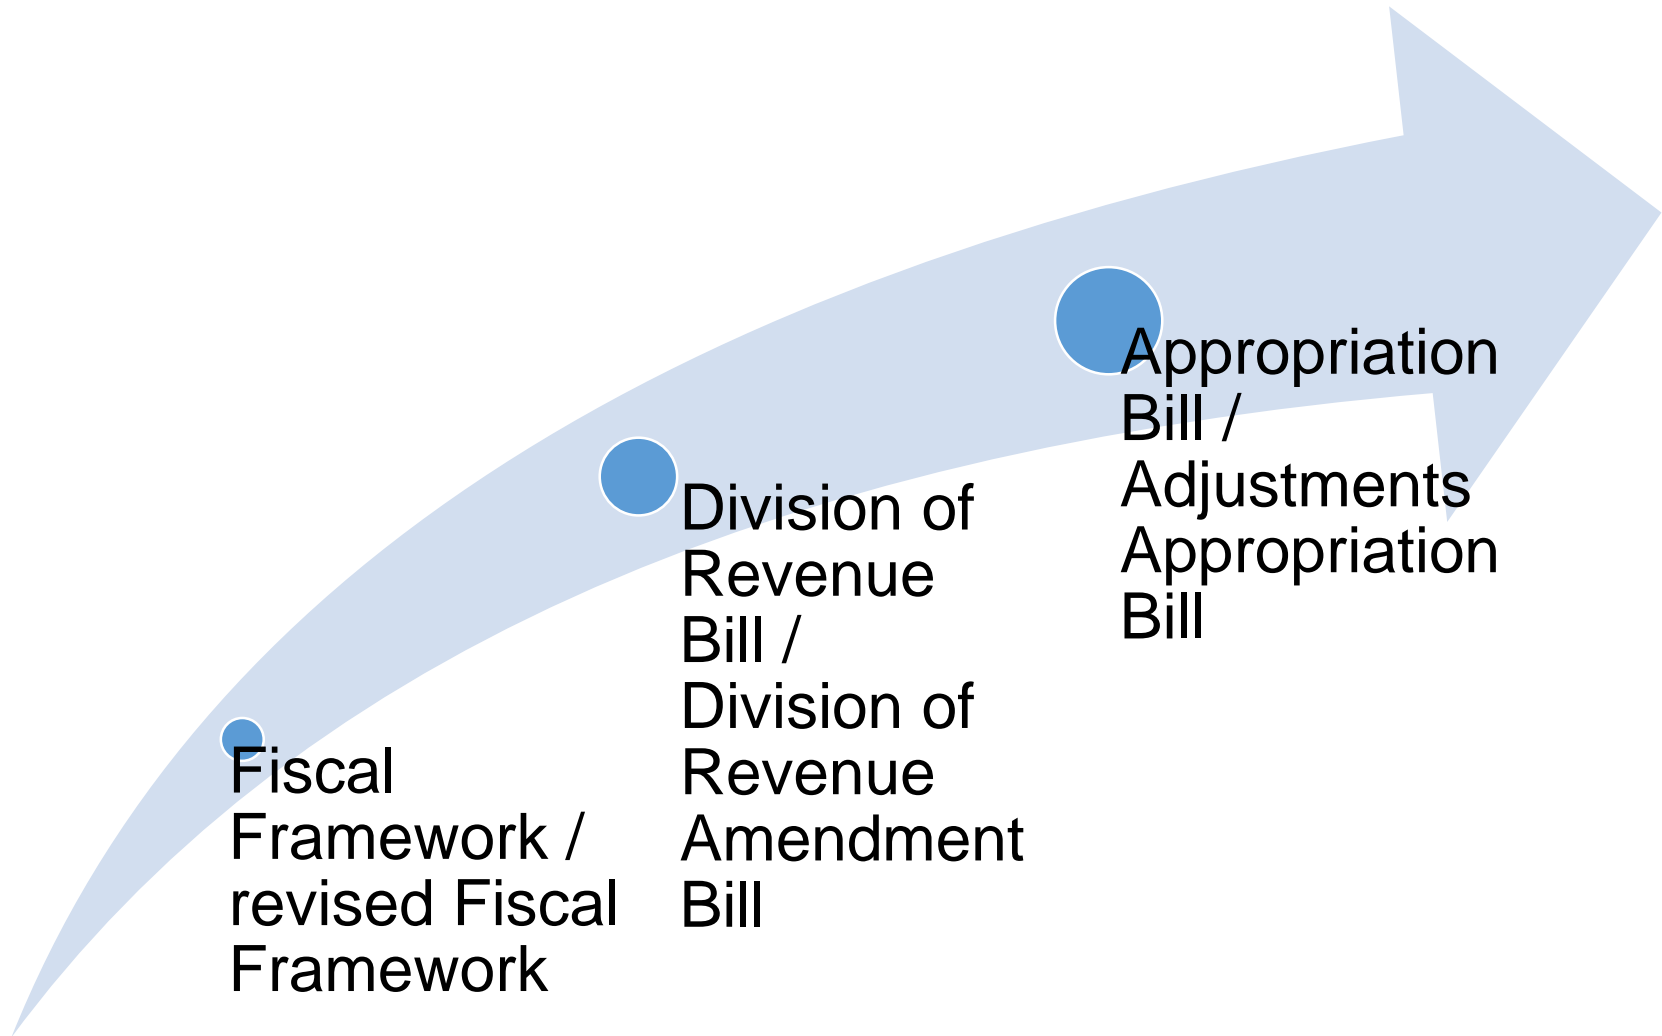 Fiscal
Framework /
revised Fiscal
Framework
Division of
Revenue
Bill /
Division of
Revenue
Amendment
Bill
Appropriation
Bill /
Adjustments
Appropriation
Bill